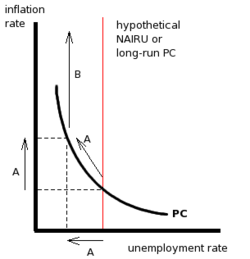 inflation
rate
hypothetical
NAIRU or
long-run PC
B
A
A
PC
unemployment rate
A